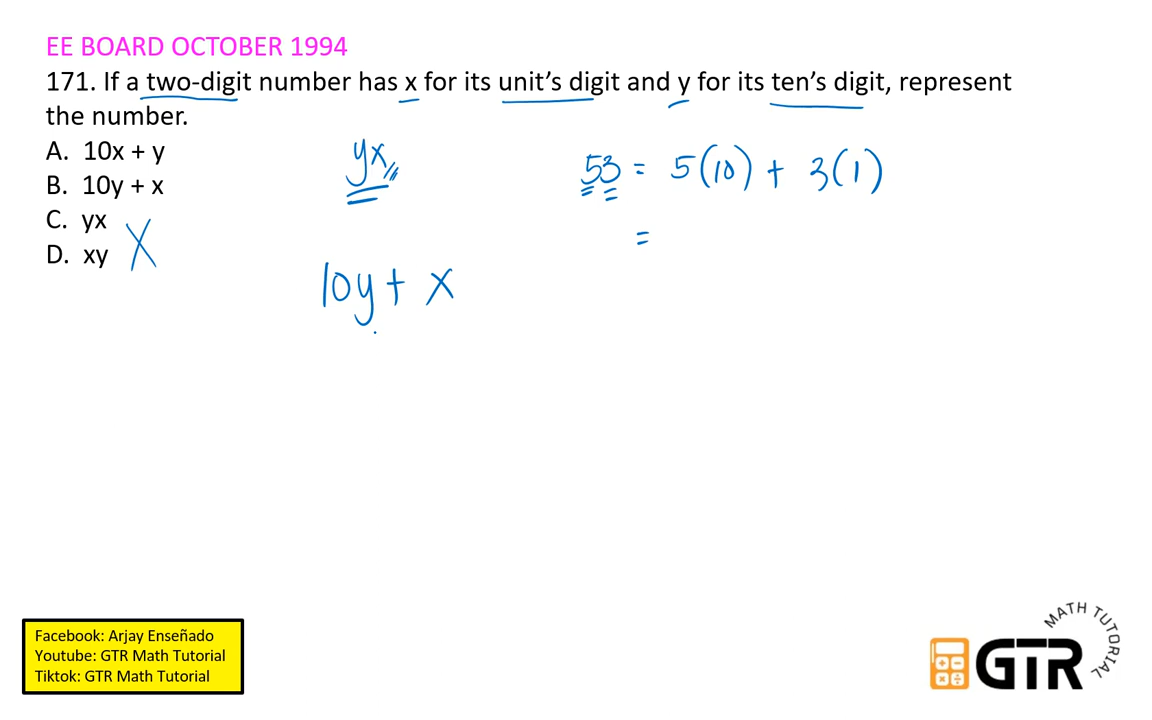 EE BOARD OCTOBER 1994
171. If a two-digit number has x for its unit's digit and y for its ten's digit, represent
the number.
A. 10x + y
B. 10y + x
C. yx
D. xy
X
yx
53 = 5(10) + 3(1)
=
10y + x
Facebook: Arjay Enseñado
Youtube: GTR Math Tutorial
Tiktok: GTR Math Tutorial
MATH TUTORIAL
GTR